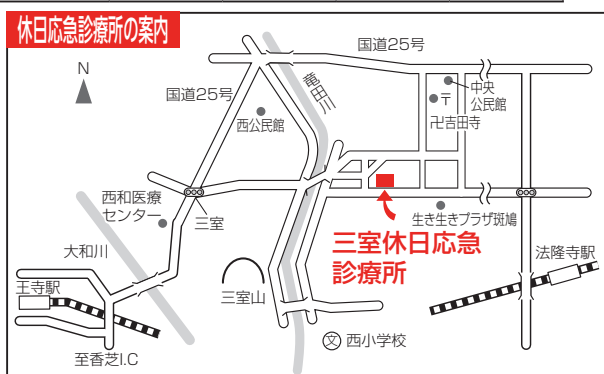 休日応急診療所の案内
N
国道25号
国道25号
竜田川
西公民館
中央
公民館
〒
卍吉田寺
西和医療
センター
三室
生き生きプラザ斑鳩
三室休日応急
診療所
大和川
法隆寺駅
王寺駅
三室山
文 西小学校
至香芝I.C